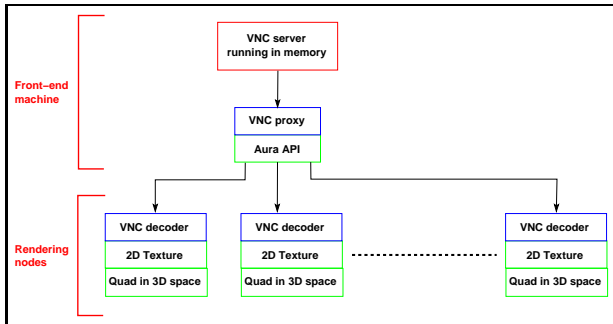 VNC server
running in memory
Front-end
machine
VNC proxy
Aura API
Rendering
nodes
VNC decoder
2D Texture
Quad in 3D space
VNC decoder
2D Texture
Quad in 3D space
VNC decoder
2D Texture
Quad in 3D space